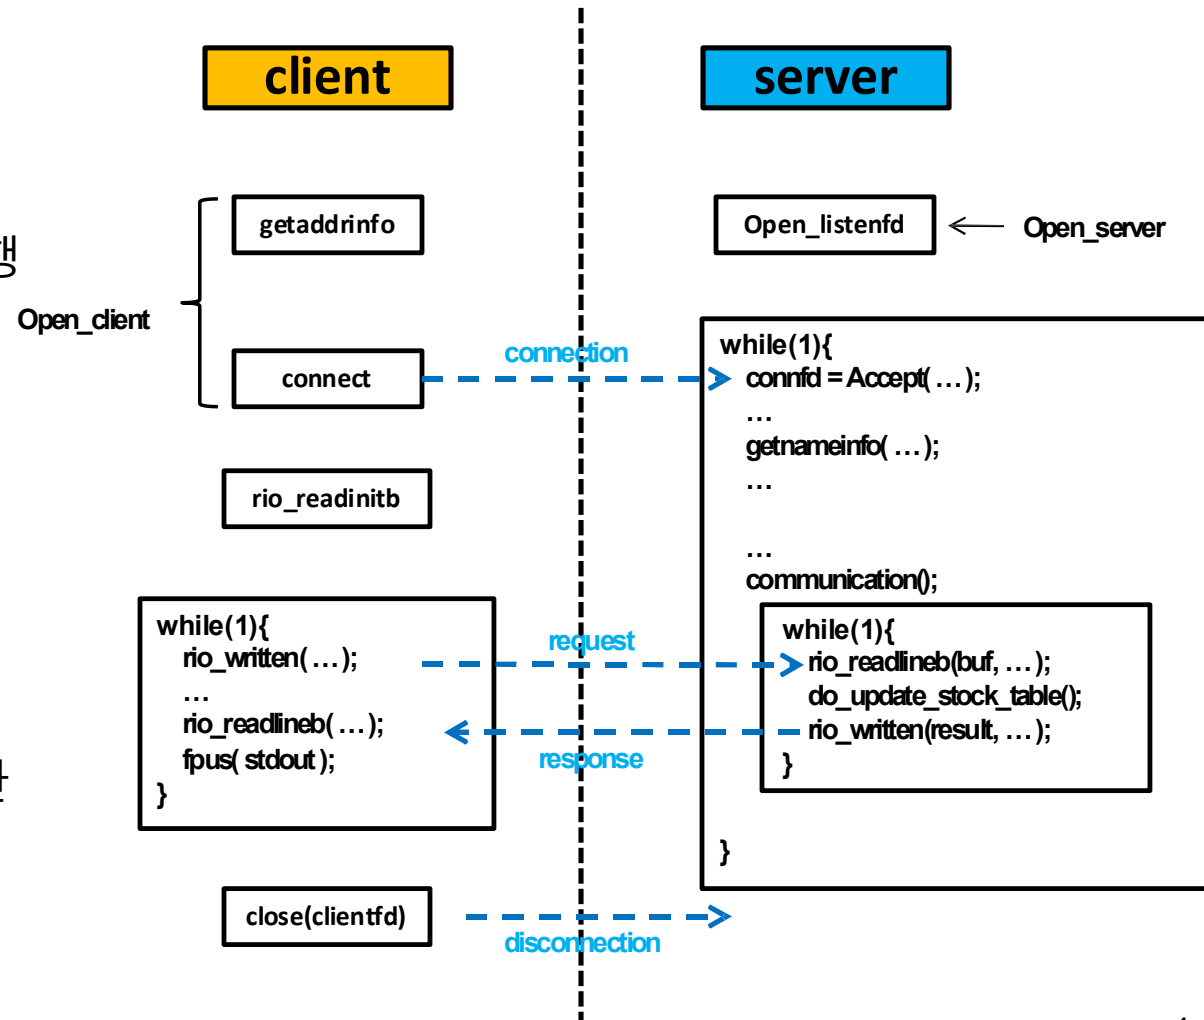 client
server
getaddrinfo
Open_client
connect
rio_readinitb
while(1){
rio_written( … );
…
rio_readlineb( … );
fpus( stdout );
}
close(clientfd)
connection
request
response
disconnection
Open_listenfd
Open_server
while(1){
connfd = Accept( … );
…
getnameinfo( … );
…
…
communication();
while(1){
rio_readlineb(buf, … );
do_update_stock_table();
rio_written(result, … );
}
}